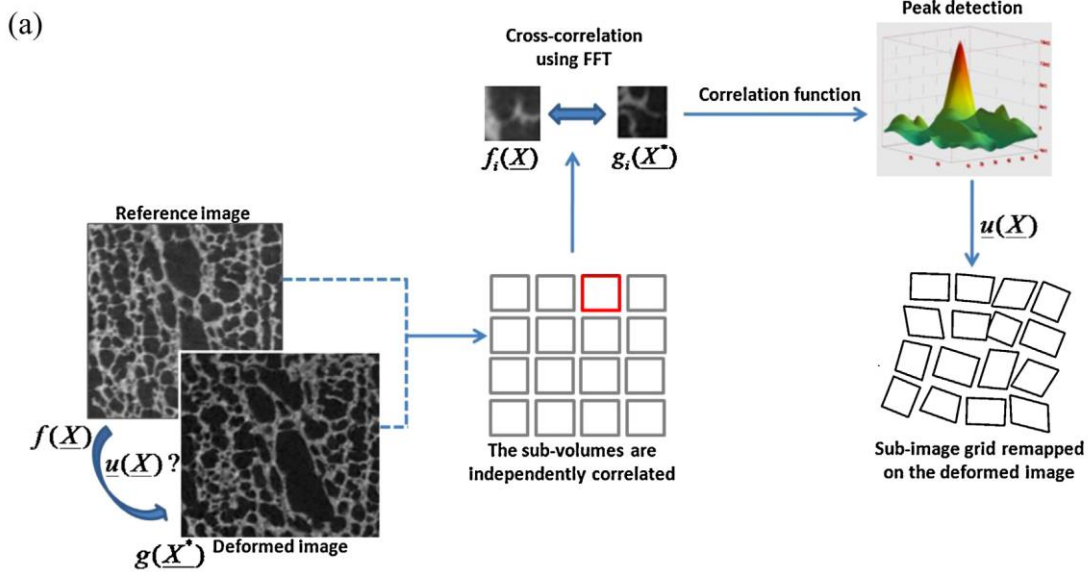 (a)
Peak detection
Cross-correlation
using FFT
Correlation function
f_i(X)
g_i(X*)
u(X)
Reference image
f(X)
u(X) ?
g(X*)
Deformed image
The sub-volumes are
independently correlated
Sub-image grid remapped
on the deformed image